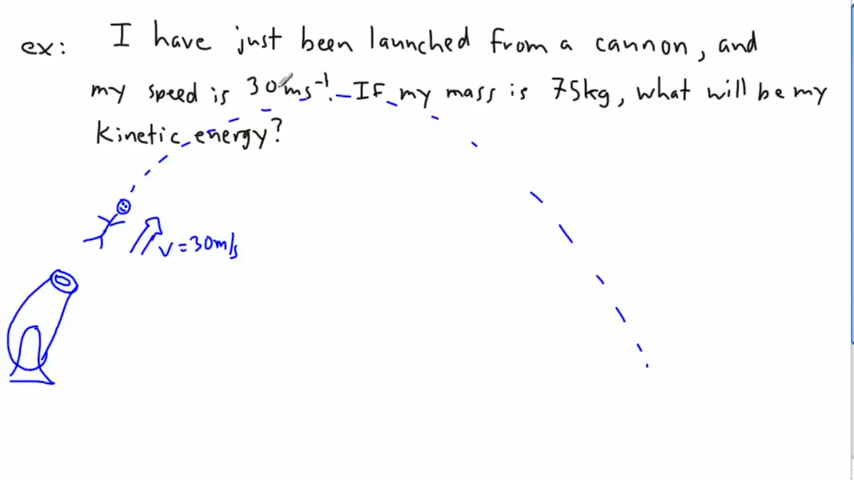 ex: I have just been launched from a cannon, and
my speed is 30ms⁻¹. If my mass is 75kg, what will be my
kinetic energy?
v = 30m/s